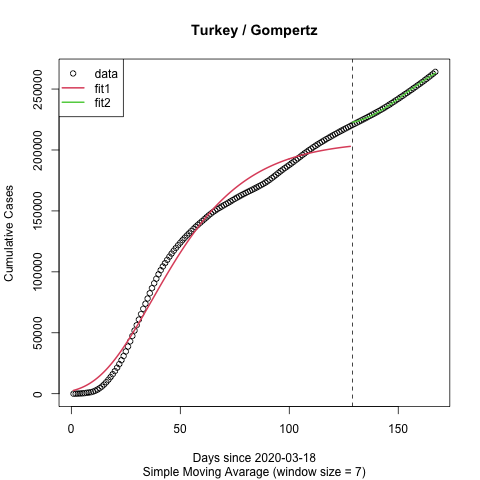 Turkey / Gompertz
data
fit1
fit2
Cumulative Cases
250000
200000
150000
100000
50000
0
0 50 100 150
Days since 2020-03-18
Simple Moving Avarage (window size = 7)